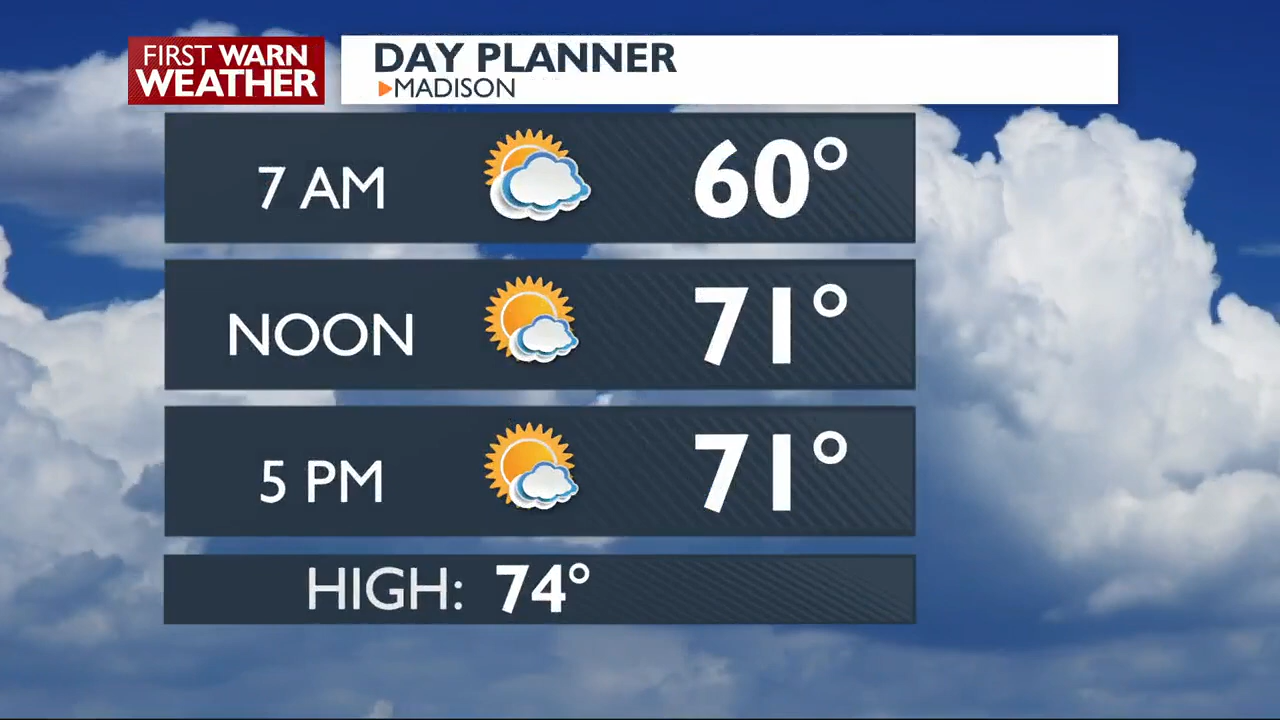 FIRST WARN
WEATHER
DAY PLANNER
MADISON
7 AM 60°
NOON 71°
5 PM 71°
HIGH: 74°